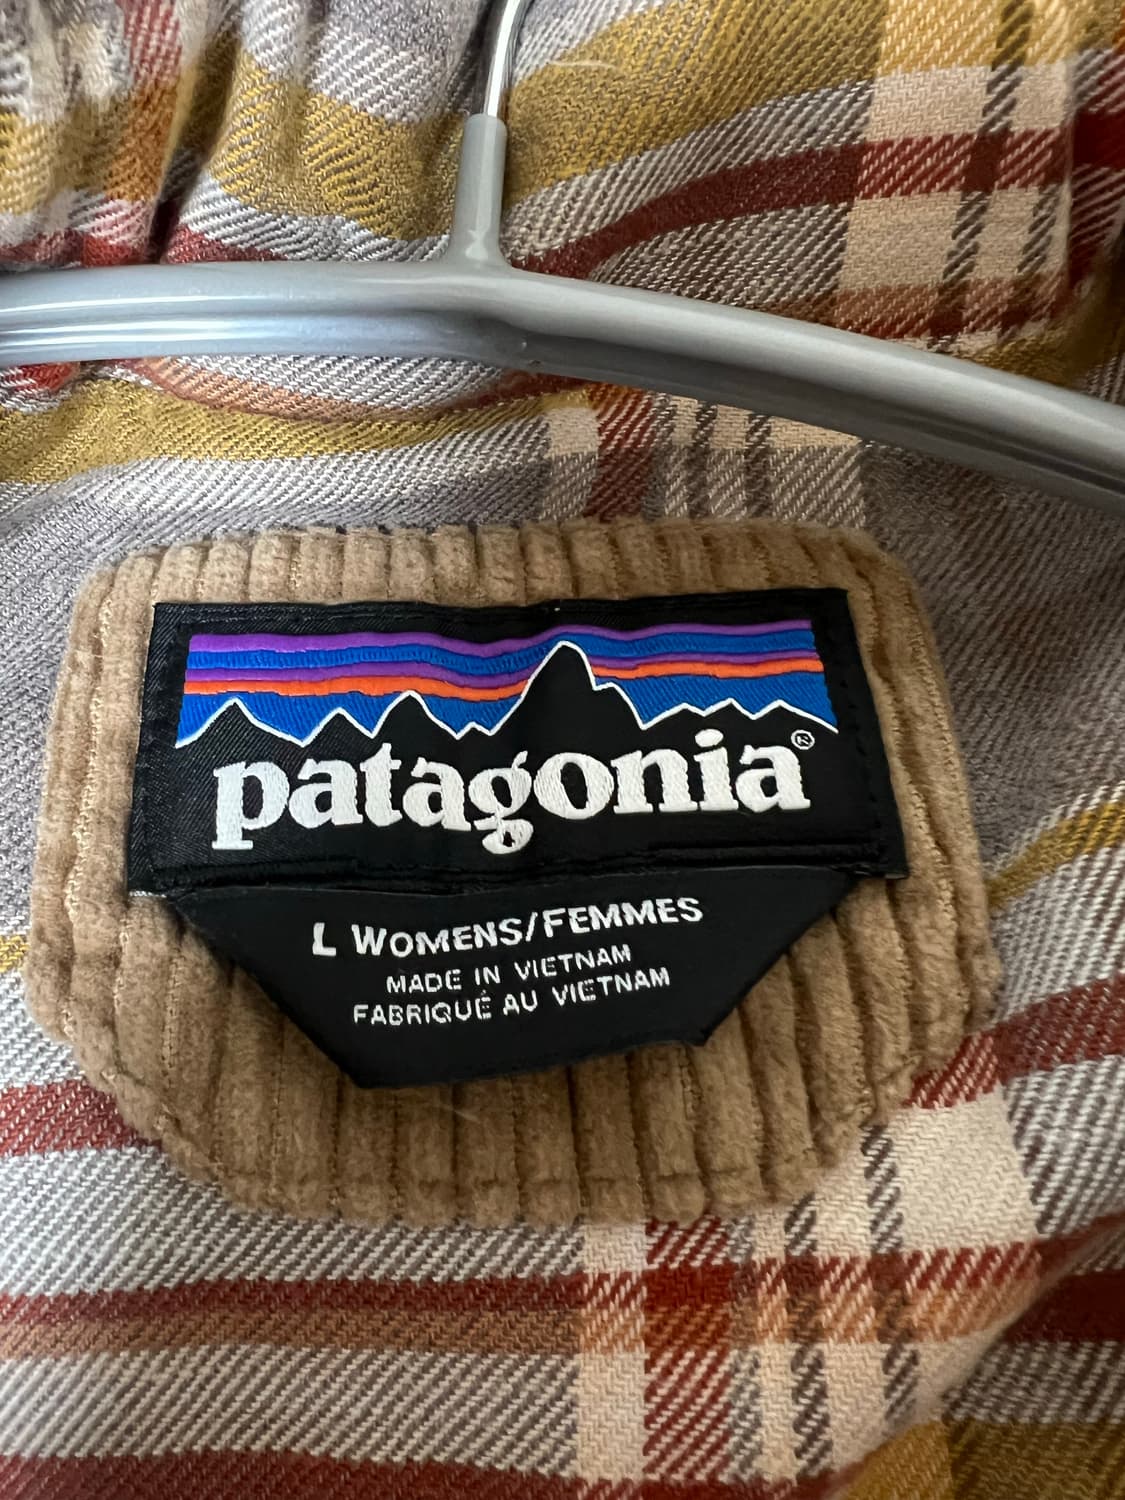 patagonia®
L WOMENS/FEMMES
MADE IN VIETNAM
FABRIQUÉ AU VIETNAM